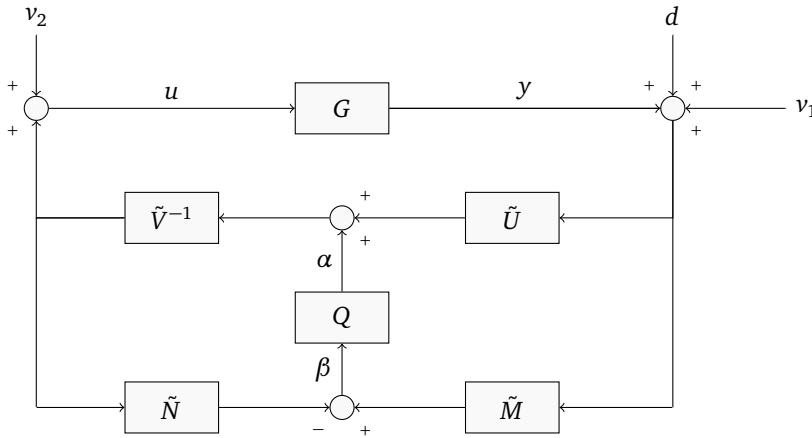 v₂
d
+
+ +
u
G
y
v₁
+
+
Ṽ⁻¹
+
Ũ
+
α
Q
β
Ñ
M̃
−
+